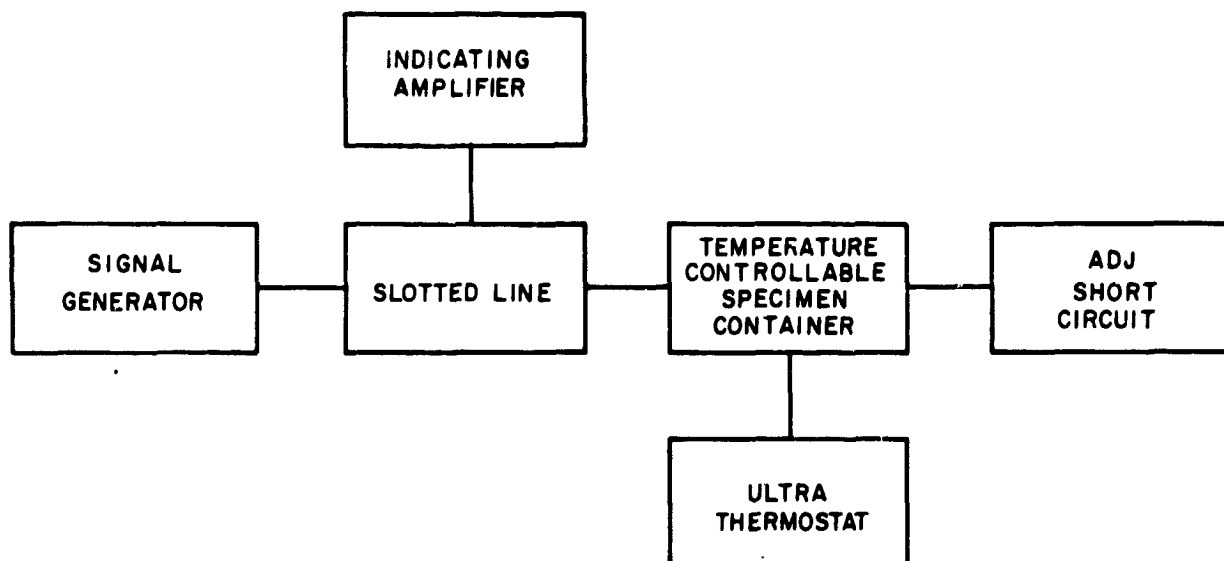 INDICATING
AMPLIFIER
SIGNAL
GENERATOR
SLOTTED LINE
TEMPERATURE
CONTROLLABLE
SPECIMEN
CONTAINER
ADJ
SHORT
CIRCUIT
ULTRA
THERMOSTAT